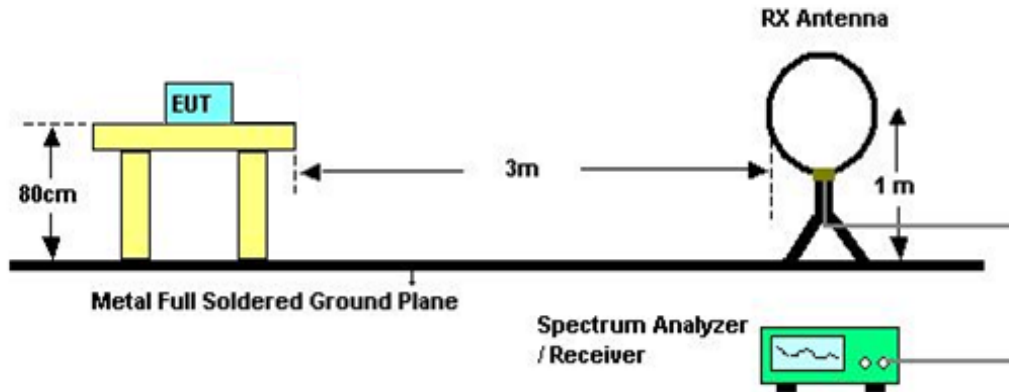 RX Antenna
EUT
80cm
3m
1 m
Metal Full Soldered Ground Plane
Spectrum Analyzer
/ Receiver